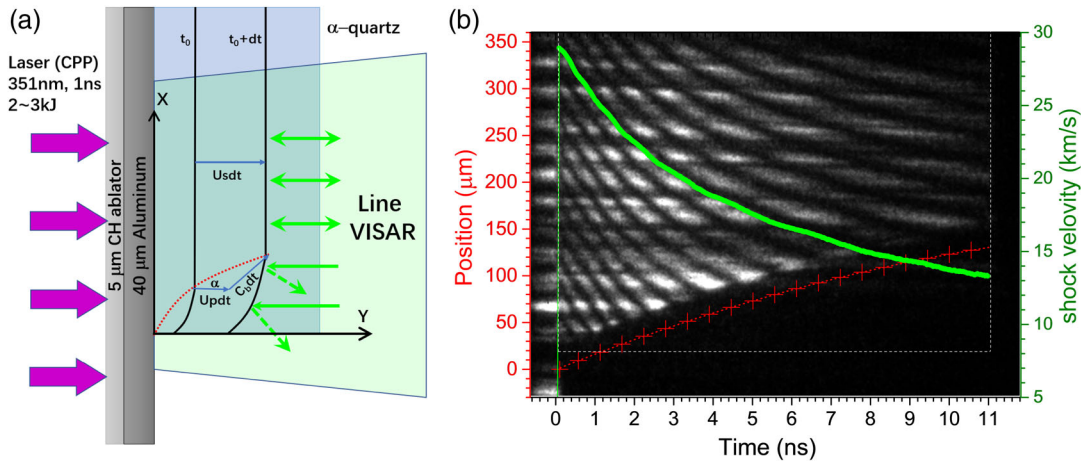 (a)
Laser (CPP)
351nm, 1ns
2~3kJ
5 μm CH ablator
40 μm Aluminum
X
t0
t0+dt
α-quartz
Usdt
Line
VISAR
α
Updt
Cbdt
Y
(b)
Position (μm)
350
300
250
200
150
100
50
0
0 1 2 3 4 5 6 7 8 9 10 11
Time (ns)
30
25
20
15
10
5
shock velovity (km/s)